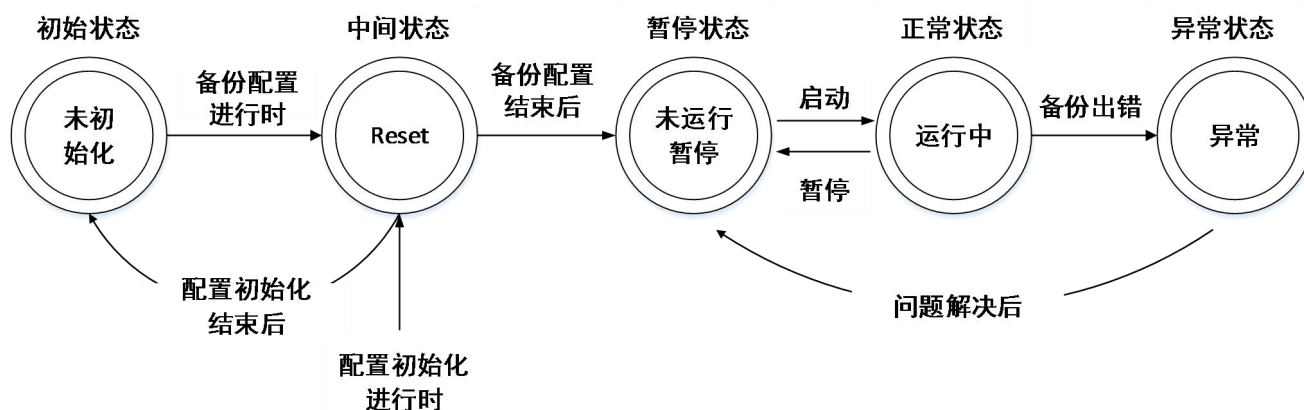 初始状态
中间状态
暂停状态
正常状态
异常状态
未初
始化
备份配置
进行时
Reset
备份配置
结束后
未运行
暂停
启动
暂停
运行中
备份出错
异常
配置初始化
结束后
配置初始化
进行时
问题解决后